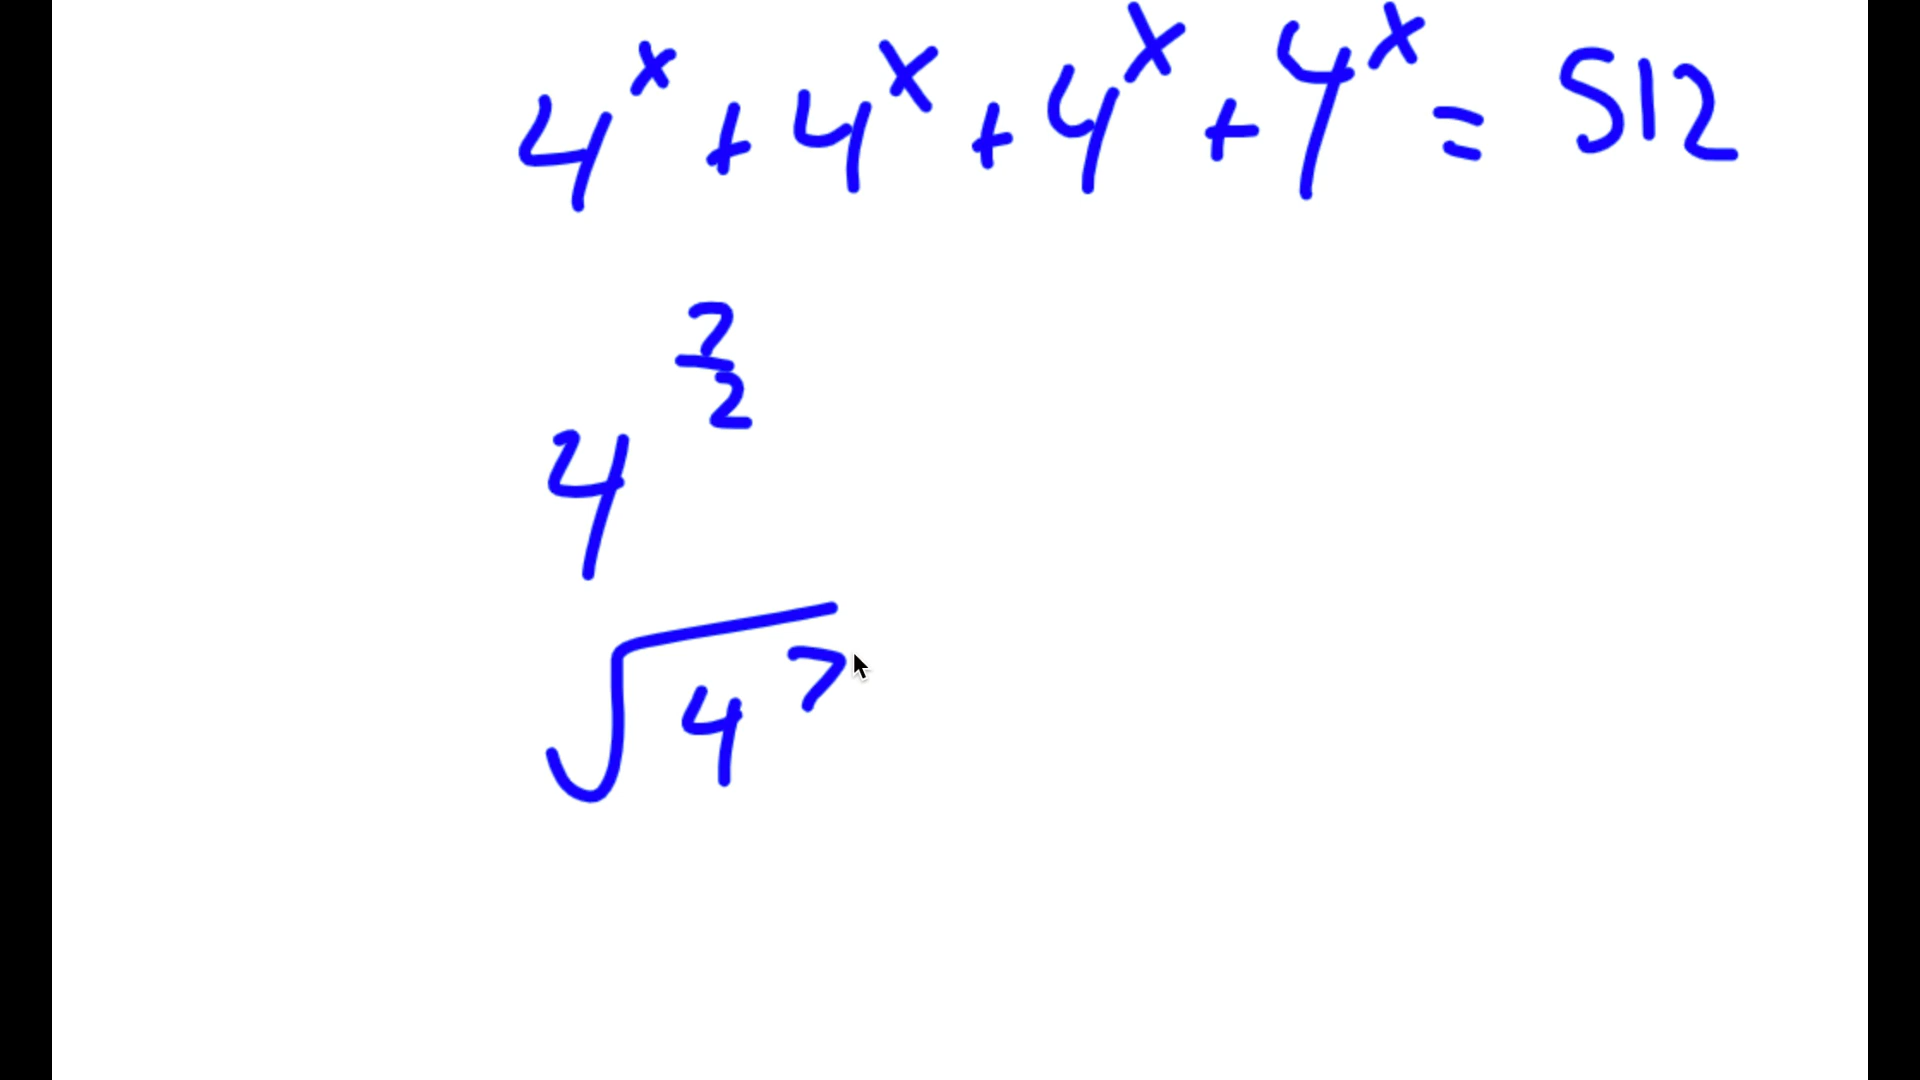 4^x + 4^x + 4^x + 4^x = 512
4^(7/2)
√(4^7)